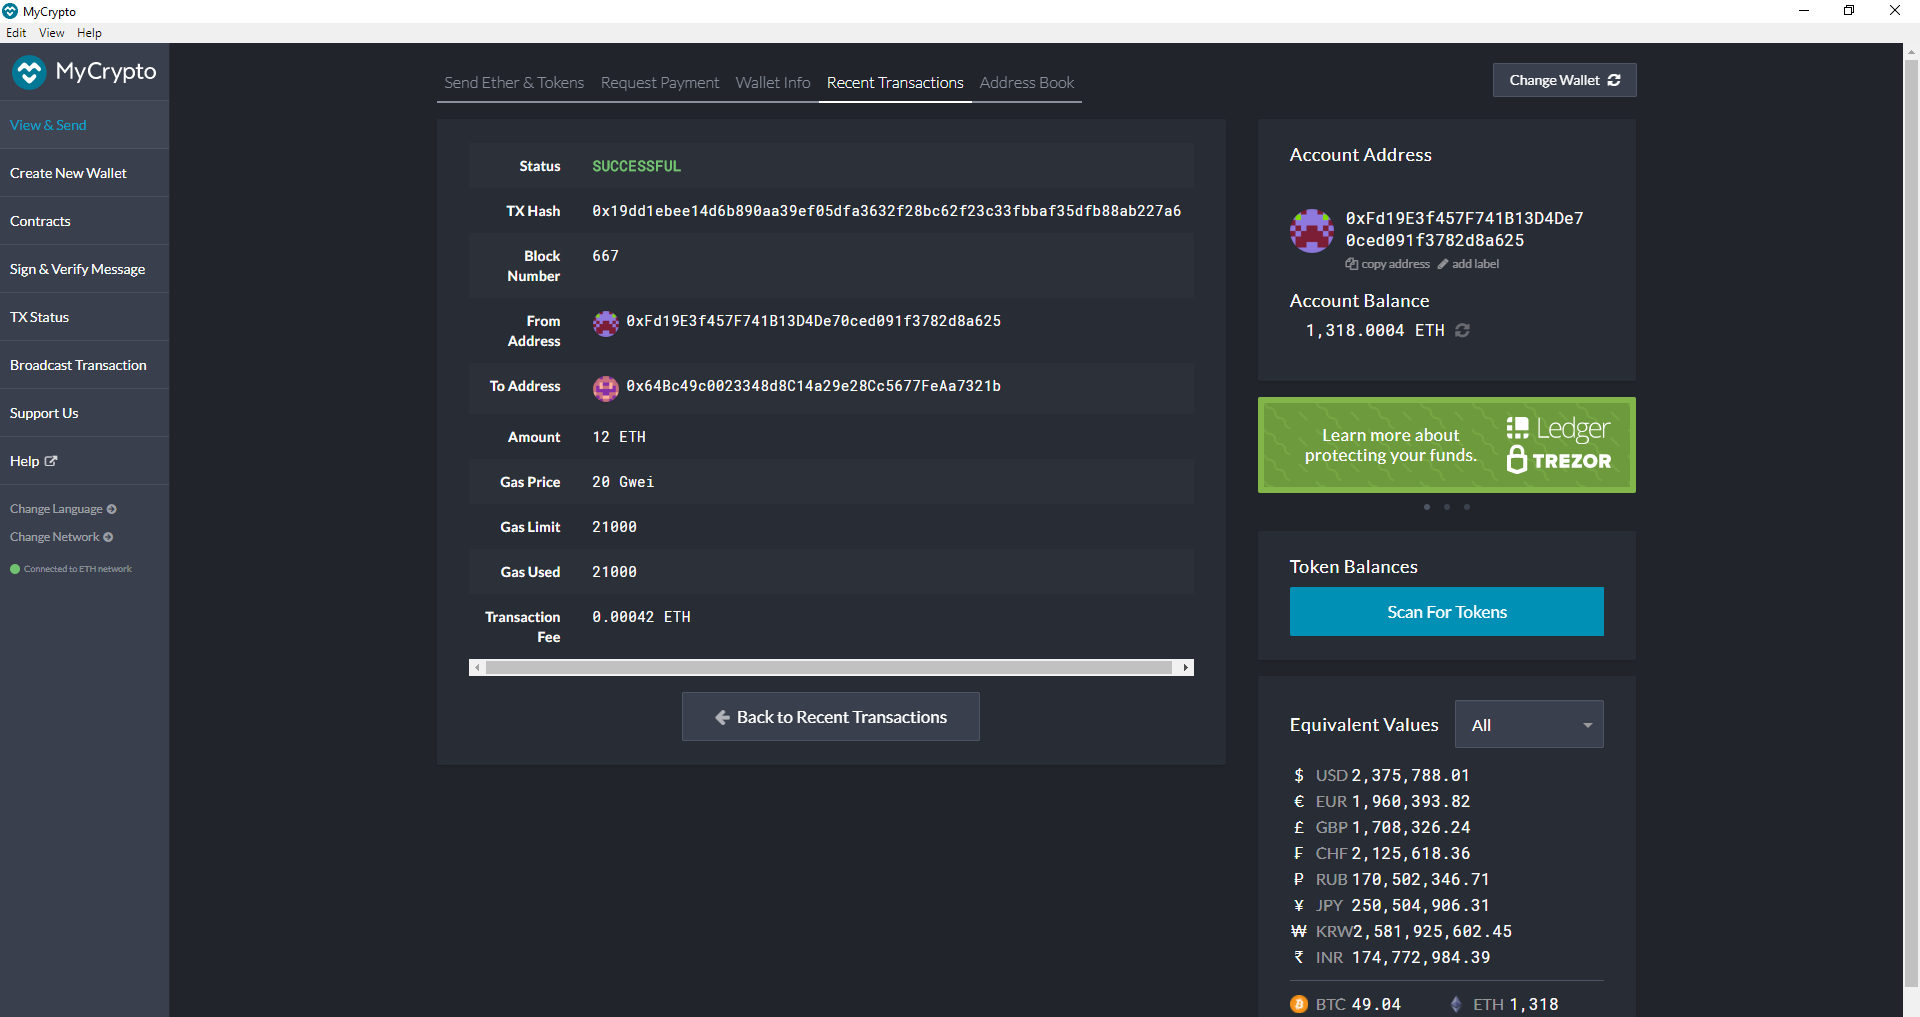 MyCrypto
Edit View Help
MyCrypto
View & Send
Create New Wallet
Contracts
Sign & Verify Message
TX Status
Broadcast Transaction
Support Us
Help
Change Language
Change Network
Connected to ETH network
Send Ether & Tokens Request Payment Wallet Info Recent Transactions Address Book
Change Wallet
Status SUCCESSFUL
TX Hash 0x19dd1ebee14d6b890aa39ef05dfa3632f28bc62f23c33fbbaf35dfb88ab227a6
Block Number 667
From Address 0xFd19E3f457F741B13D4De70ced091f3782d8a625
To Address 0x64Bc49c0023348d8C14a29e28Cc5677FeAa7321b
Amount 12 ETH
Gas Price 20 Gwei
Gas Limit 21000
Gas Used 21000
Transaction Fee 0.00042 ETH
Back to Recent Transactions
Account Address
0xFd19E3f457F741B13D4De7
0ced091f3782d8a625
copy address add label
Account Balance
1,318.0004 ETH
Learn more about
protecting your funds.
Ledger
TREZOR
Token Balances
Scan For Tokens
Equivalent Values All
$ USD 2,375,788.01
€ EUR 1,960,393.82
£ GBP 1,708,326.24
₣ CHF 2,125,618.36
₽ RUB 170,502,346.71
¥ JPY 250,504,906.31
₩ KRW 2,581,925,602.45
₹ INR 174,772,984.39
BTC 49.04 ETH 1,318